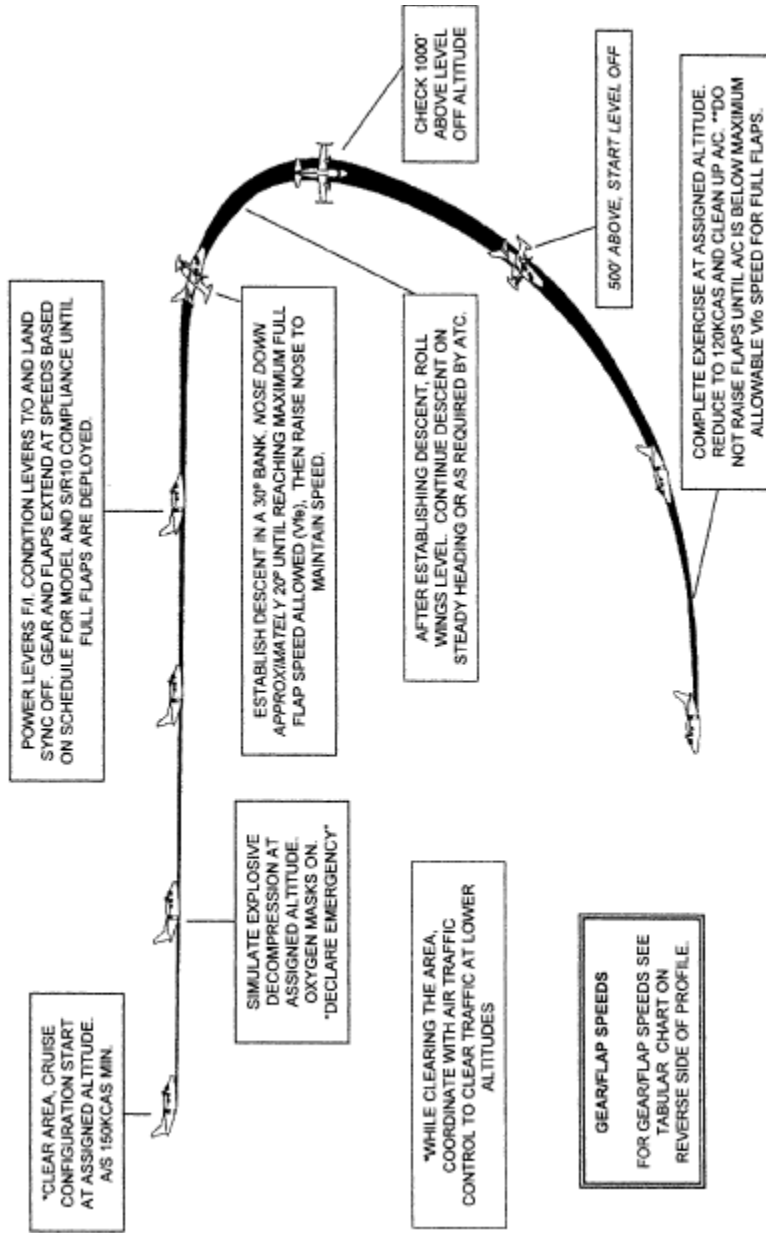 *CLEAR AREA, CRUISE
CONFIGURATION START
AT ASSIGNED ALTITUDE.
A/S 150KCAS MIN.
SIMULATE EXPLOSIVE
DECOMPRESSION AT
ASSIGNED ALTITUDE.
OXYGEN MASKS ON.
*DECLARE EMERGENCY*
POWER LEVERS F/I. CONDITION LEVERS T/O AND LAND
SYNC OFF. GEAR AND FLAPS EXTEND AT SPEEDS BASED
ON SCHEDULE FOR MODEL AND S/R10 COMPLIANCE UNTIL
FULL FLAPS ARE DEPLOYED.
ESTABLISH DESCENT IN A 30º BANK. NOSE DOWN
APPROXIMATELY 20º UNTIL REACHING MAXIMUM FULL
FLAP SPEED ALLOWED (Vfe), THEN RAISE NOSE TO
MAINTAIN SPEED.
CHECK 1000'
ABOVE LEVEL
OFF ALTITUDE
AFTER ESTABLISHING DESCENT, ROLL
WINGS LEVEL. CONTINUE DESCENT ON
STEADY HEADING OR AS REQUIRED BY ATC.
500' ABOVE, START LEVEL OFF
COMPLETE EXERCISE AT ASSIGNED ALTITUDE.
REDUCE TO 120KCAS AND CLEAN UP A/C. **DO
NOT RAISE FLAPS UNTIL A/C IS BELOW MAXIMUM
ALLOWABLE Vfo SPEED FOR FULL FLAPS.
*WHILE CLEARING THE AREA,
COORDINATE WITH AIR TRAFFIC
CONTROL TO CLEAR TRAFFIC AT LOWER
ALTITUDES
GEAR/FLAP SPEEDS
FOR GEAR/FLAP SPEEDS SEE
TABULAR CHART ON
REVERSE SIDE OF PROFILE.